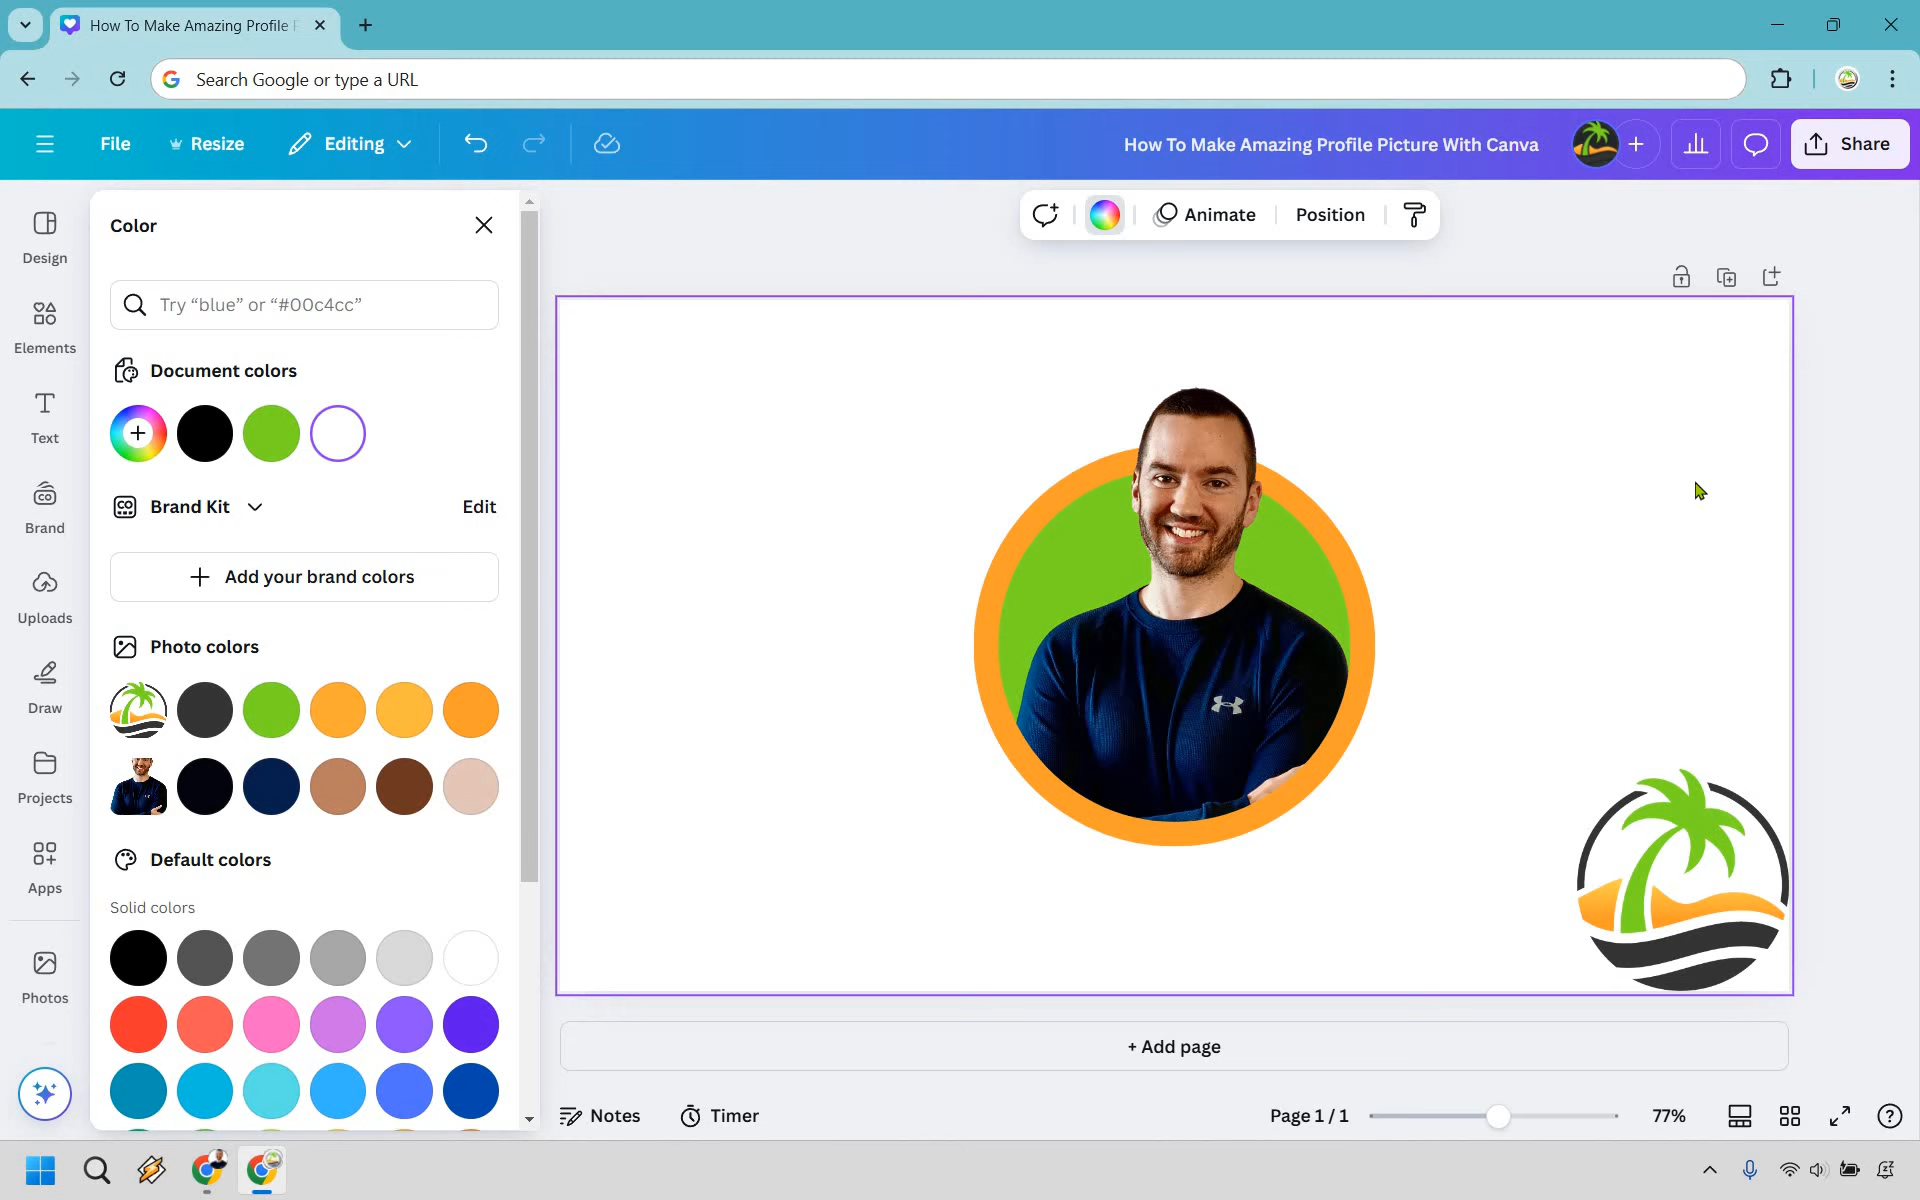 How To Make Amazing Profile
Search Google or type a URL
File
Resize
Editing
How To Make Amazing Profile Picture With Canva
Share
Design
Elements
Text
Brand
Uploads
Draw
Projects
Apps
Photos
Color
Try “blue” or “#00c4cc”
Document colors
CO Brand Kit
Edit
Add your brand colors
Photo colors
Default colors
Solid colors
Animate
Position
+ Add page
Notes
Timer
Page 1 / 1
77%